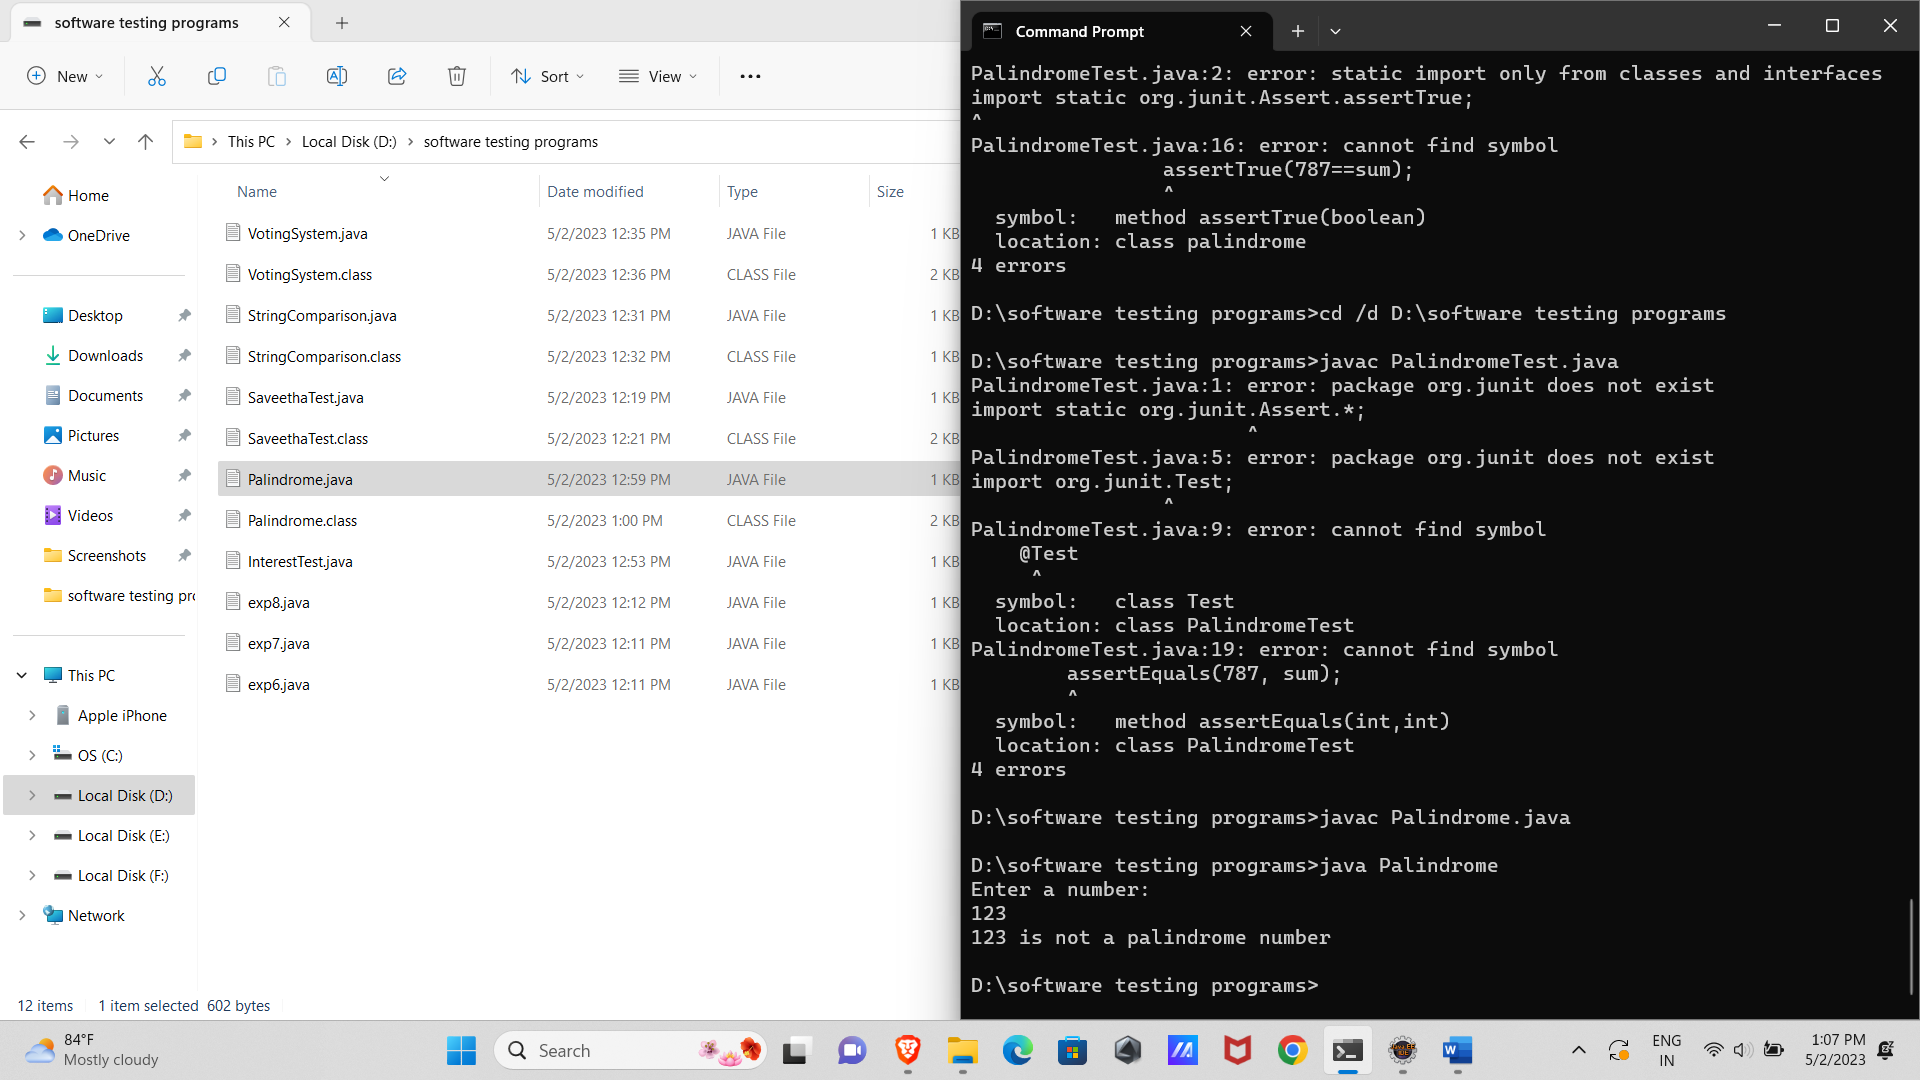 software testing programs
New
Sort
View
This PC > Local Disk (D:) > software testing programs
Name Date modified Type Size
Home
OneDrive
Desktop
Downloads
Documents
Pictures
Music
Videos
Screenshots
software testing pro
This PC
Apple iPhone
OS (C:)
Local Disk (D:)
Local Disk (E:)
Local Disk (F:)
Network
VotingSystem.java 5/2/2023 12:35 PM JAVA File 1 KB
VotingSystem.class 5/2/2023 12:36 PM CLASS File 2 KB
StringComparison.java 5/2/2023 12:31 PM JAVA File 1 KB
StringComparison.class 5/2/2023 12:32 PM CLASS File 1 KB
SaveethaTest.java 5/2/2023 12:19 PM JAVA File 1 KB
SaveethaTest.class 5/2/2023 12:21 PM CLASS File 2 KB
Palindrome.java 5/2/2023 12:59 PM JAVA File 1 KB
Palindrome.class 5/2/2023 1:00 PM CLASS File 2 KB
InterestTest.java 5/2/2023 12:53 PM JAVA File 1 KB
exp8.java 5/2/2023 12:12 PM JAVA File 1 KB
exp7.java 5/2/2023 12:11 PM JAVA File 1 KB
exp6.java 5/2/2023 12:11 PM JAVA File 1 KB
12 items 1 item selected 602 bytes
Command Prompt
PalindromeTest.java:2: error: static import only from classes and interfaces
import static org.junit.Assert.assertTrue;
^
PalindromeTest.java:16: error: cannot find symbol
                assertTrue(787==sum);
                ^
  symbol:   method assertTrue(boolean)
  location: class palindrome
4 errors
D:\software testing programs>cd /d D:\software testing programs
D:\software testing programs>javac PalindromeTest.java
PalindromeTest.java:1: error: package org.junit does not exist
import static org.junit.Assert.*;
                       ^
PalindromeTest.java:5: error: package org.junit does not exist
import org.junit.Test;
                ^
PalindromeTest.java:9: error: cannot find symbol
    @Test
     ^
  symbol:   class Test
  location: class PalindromeTest
PalindromeTest.java:19: error: cannot find symbol
        assertEquals(787, sum);
        ^
  symbol:   method assertEquals(int,int)
  location: class PalindromeTest
4 errors
D:\software testing programs>javac Palindrome.java
D:\software testing programs>java Palindrome
Enter a number:
123
123 is not a palindrome number
D:\software testing programs>
84°F
Mostly cloudy
Search
ENG
IN
1:07 PM
5/2/2023